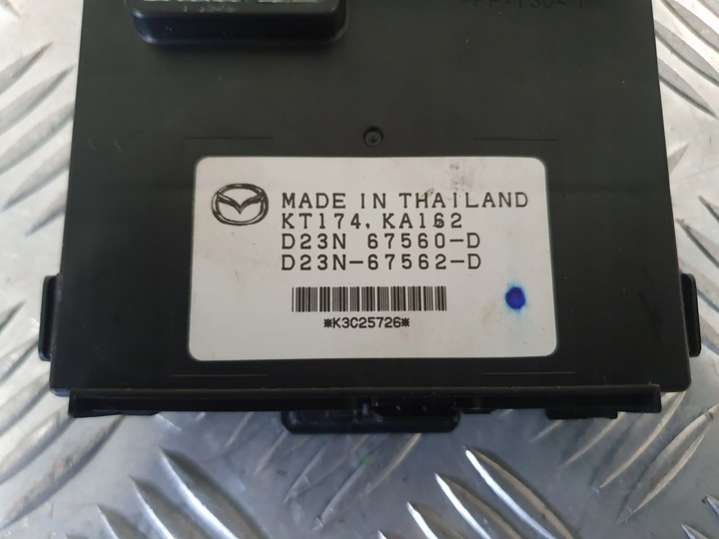 MADE IN THAILAND
KT174, KA162
D23N 67560-D
D23N-67562-D
*K3C25726*